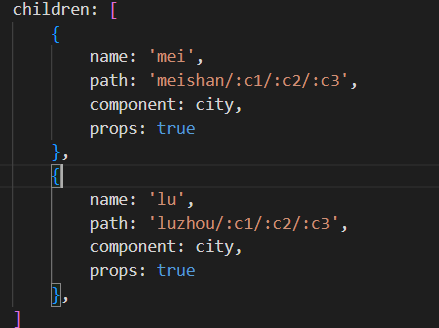 children: [
{
name: 'mei',
path: 'meishan/:c1/:c2/:c3',
component: city,
props: true
},
{
name: 'lu',
path: 'luzhou/:c1/:c2/:c3',
component: city,
props: true
},
]